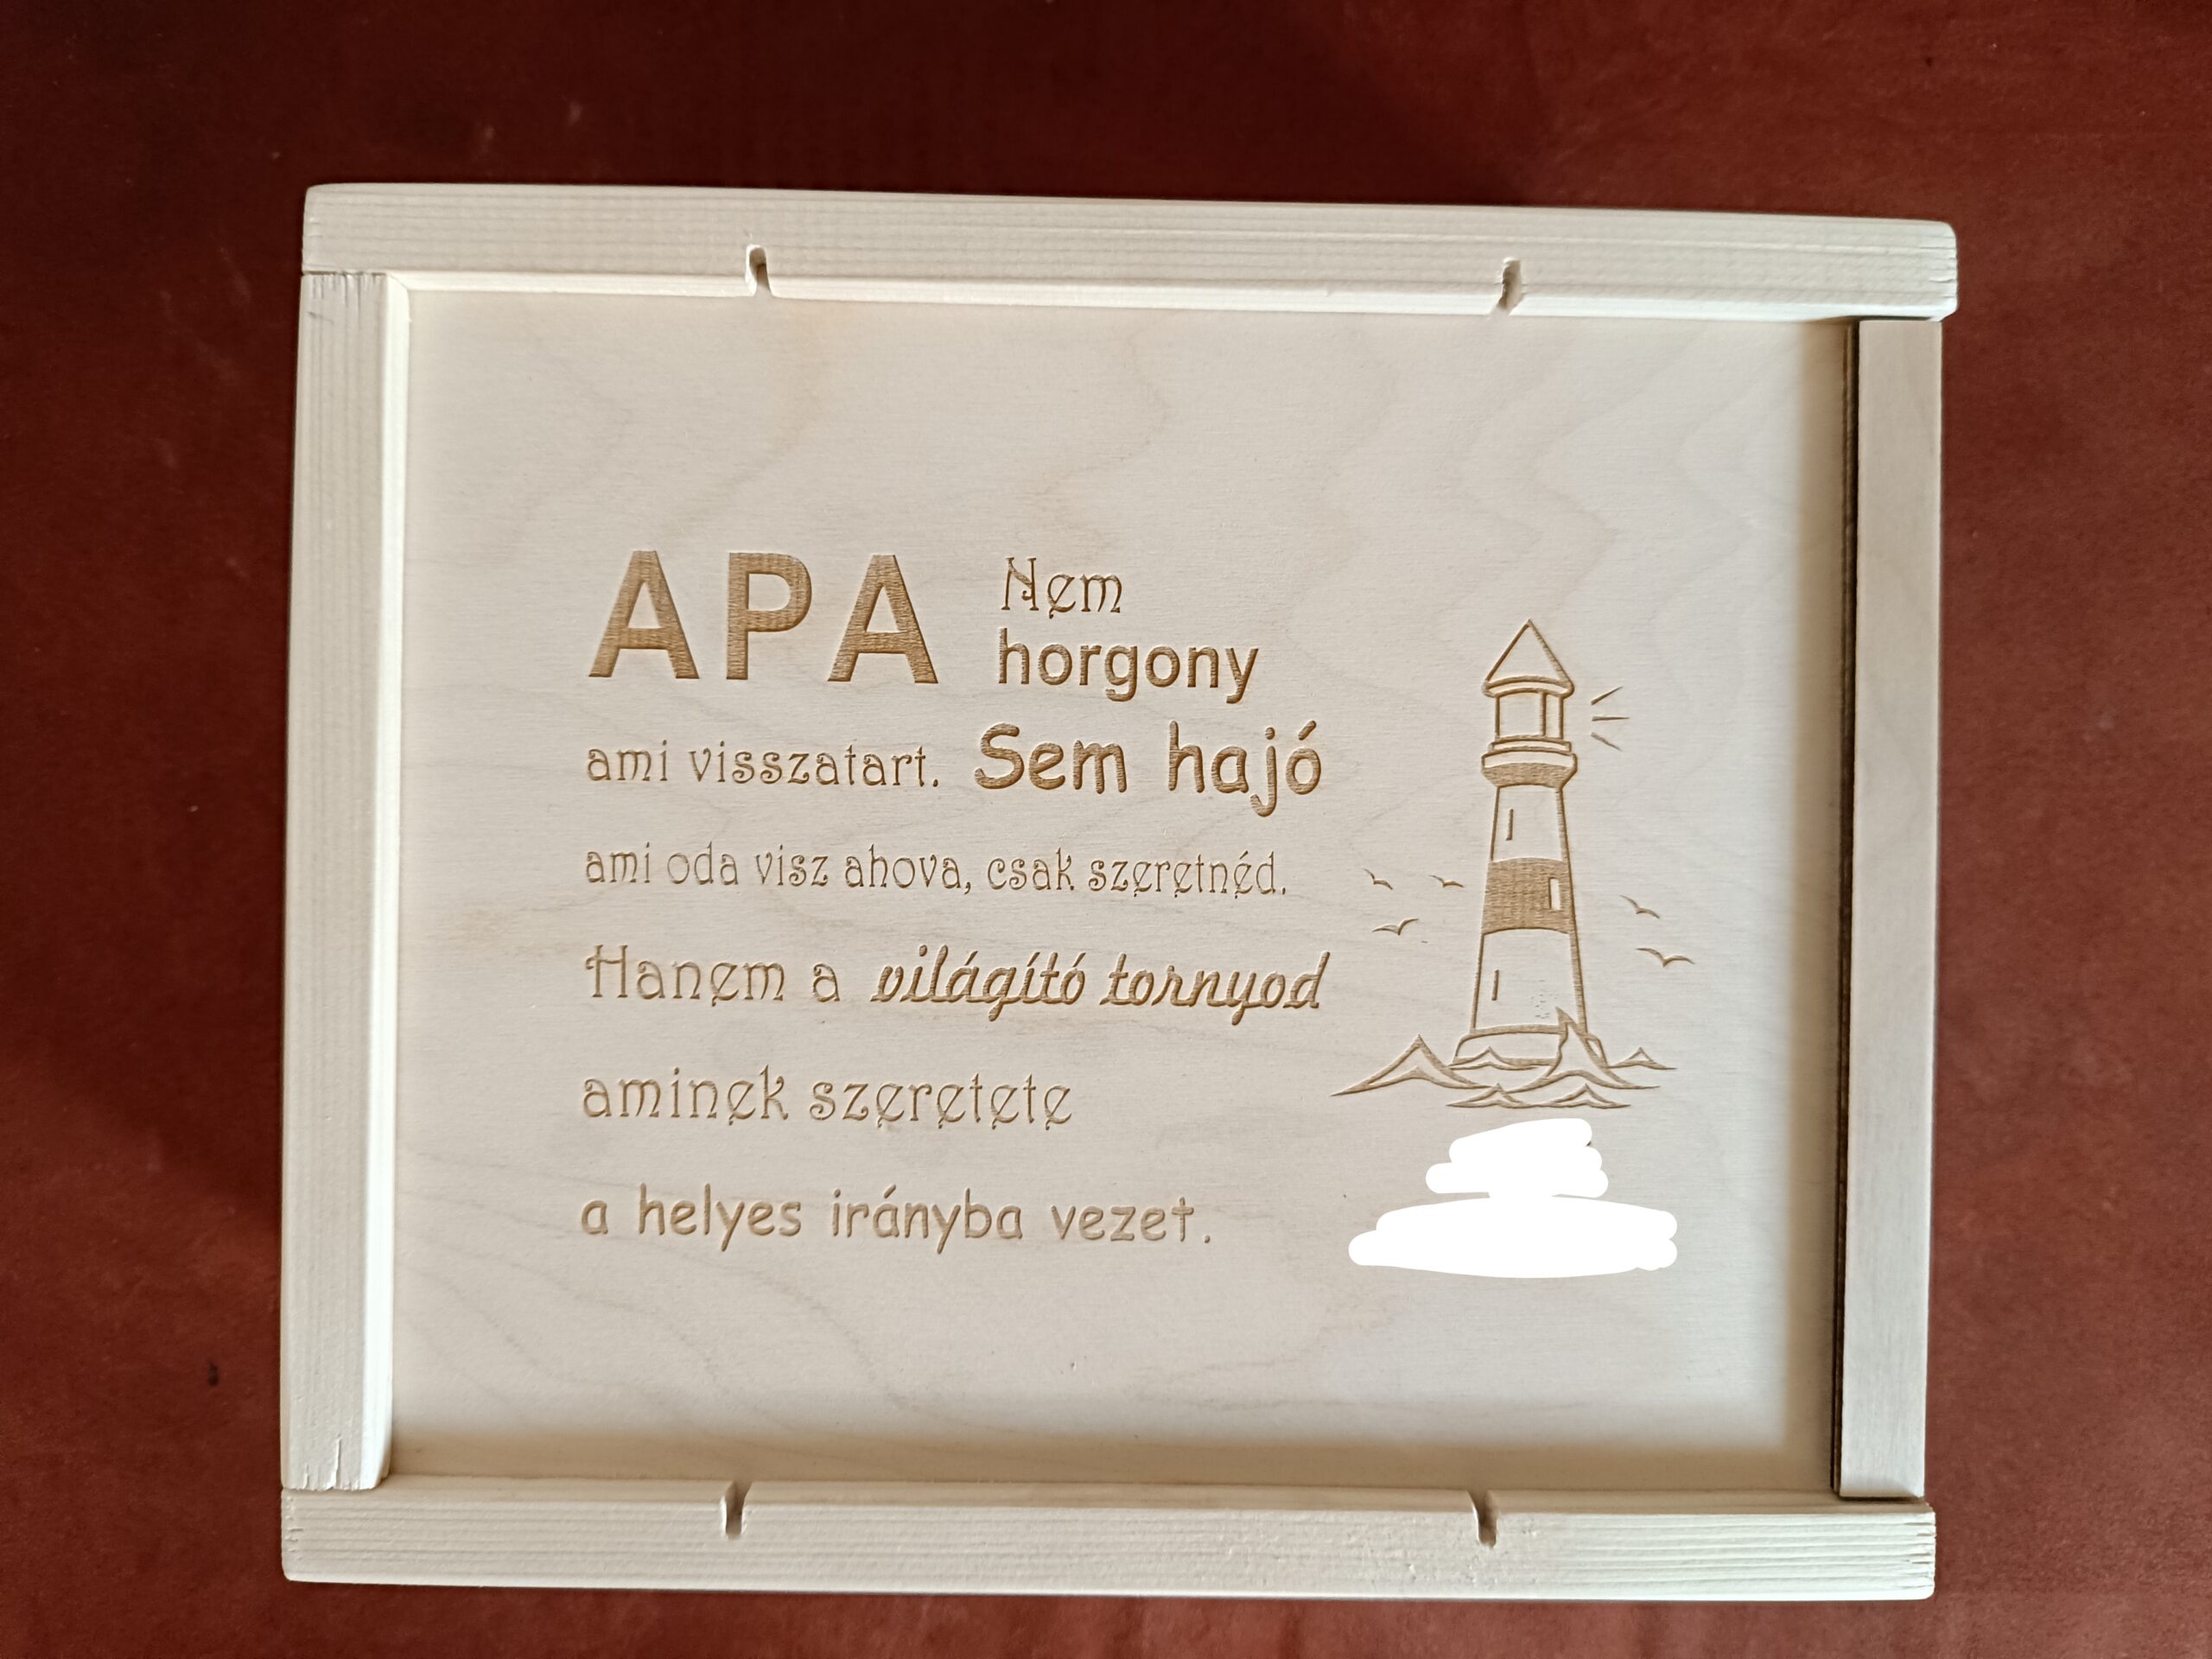 APA Nem
horgony
ami visszatart. Sem hajó
ami oda visz ahova, csak szeretnéd.
Hanem a világító tornyod
aminek szeretete
a helyes irányba vezet.